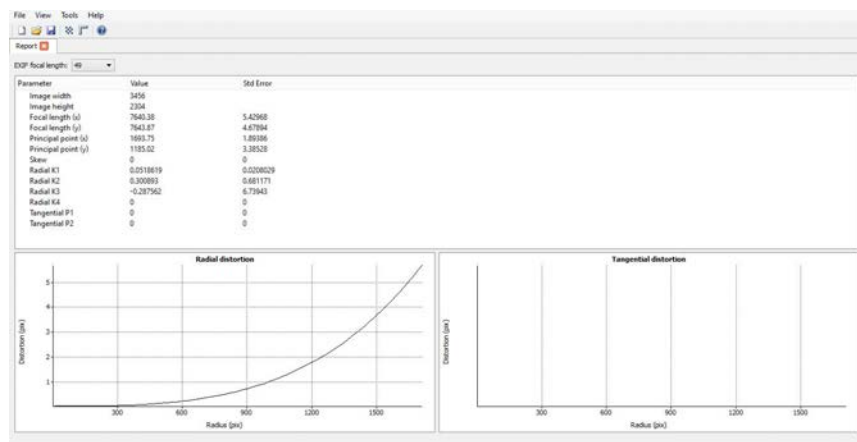 File View Tools Help
Report
EXIF focal length: 49
Parameter Value Std Error
Image width 3456
Image height 2304
Focal length (x) 7640.38 5.42968
Focal length (y) 7643.87 4.67894
Principal point (x) 1693.75 1.89386
Principal point (y) 1185.02 3.38528
Skew 0 0
Radial K1 0.0518619 0.0208029
Radial K2 0.300893 0.681171
Radial K3 -0.287562 6.73943
Radial K4 0 0
Tangential P1 0 0
Tangential P2 0 0
Radial distortion
Distortion (pix)
5
4
3
2
1
300 600 900 1200 1500
Radius (pix)
Tangential distortion
Distortion (pix)
300 600 900 1200 1500
Radius (pix)